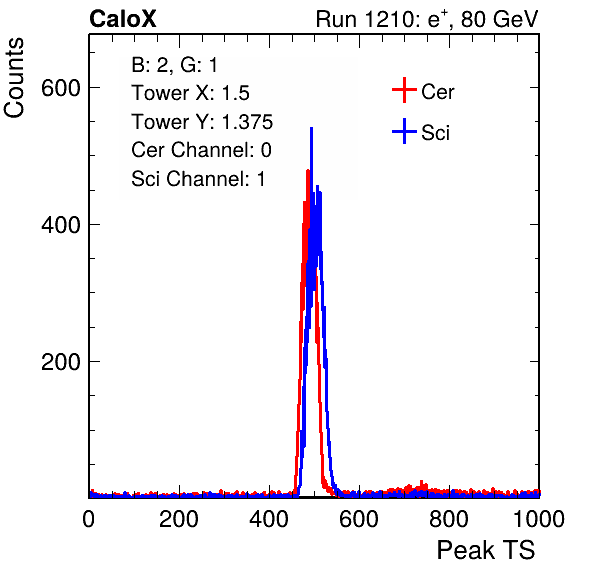 CaloX Run 1210: e+, 80 GeV
Counts
B: 2, G: 1
Tower X: 1.5
Tower Y: 1.375
Cer Channel: 0
Sci Channel: 1
Cer
Sci
600
400
200
0 200 400 600 800 1000
Peak TS